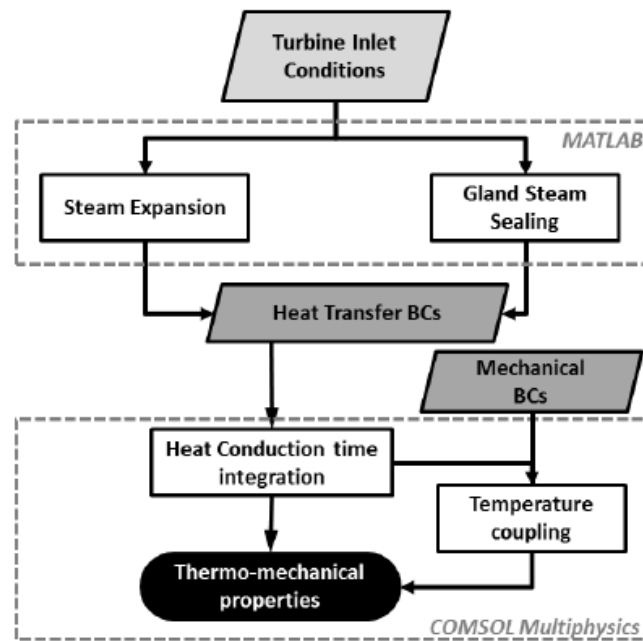 Turbine Inlet
Conditions
MATLAB
Steam Expansion
Gland Steam
Sealing
Heat Transfer BCs
Mechanical
BCs
Heat Conduction time
integration
Temperature
coupling
Thermo-mechanical
properties
COMSOL Multiphysics